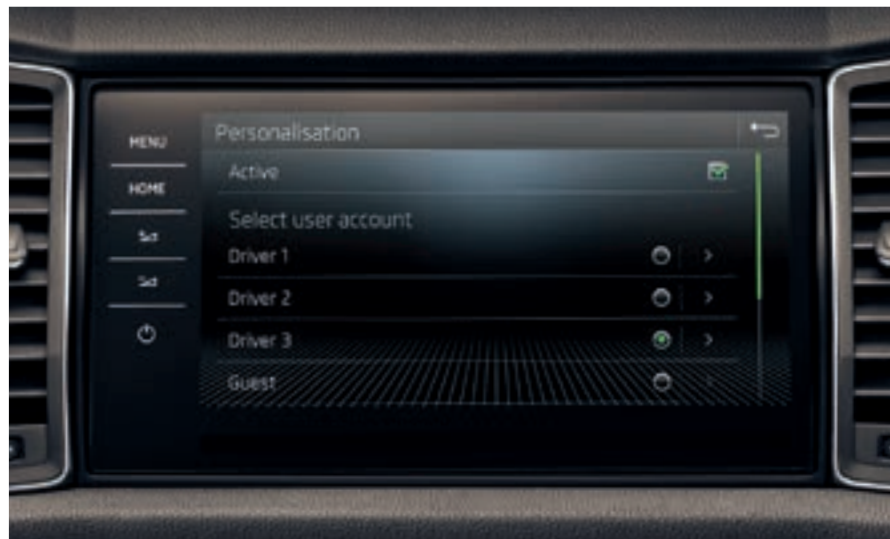 MENU
HOME
Personalisation
Active
Select user account
Driver 1
Driver 2
Driver 3
Guest